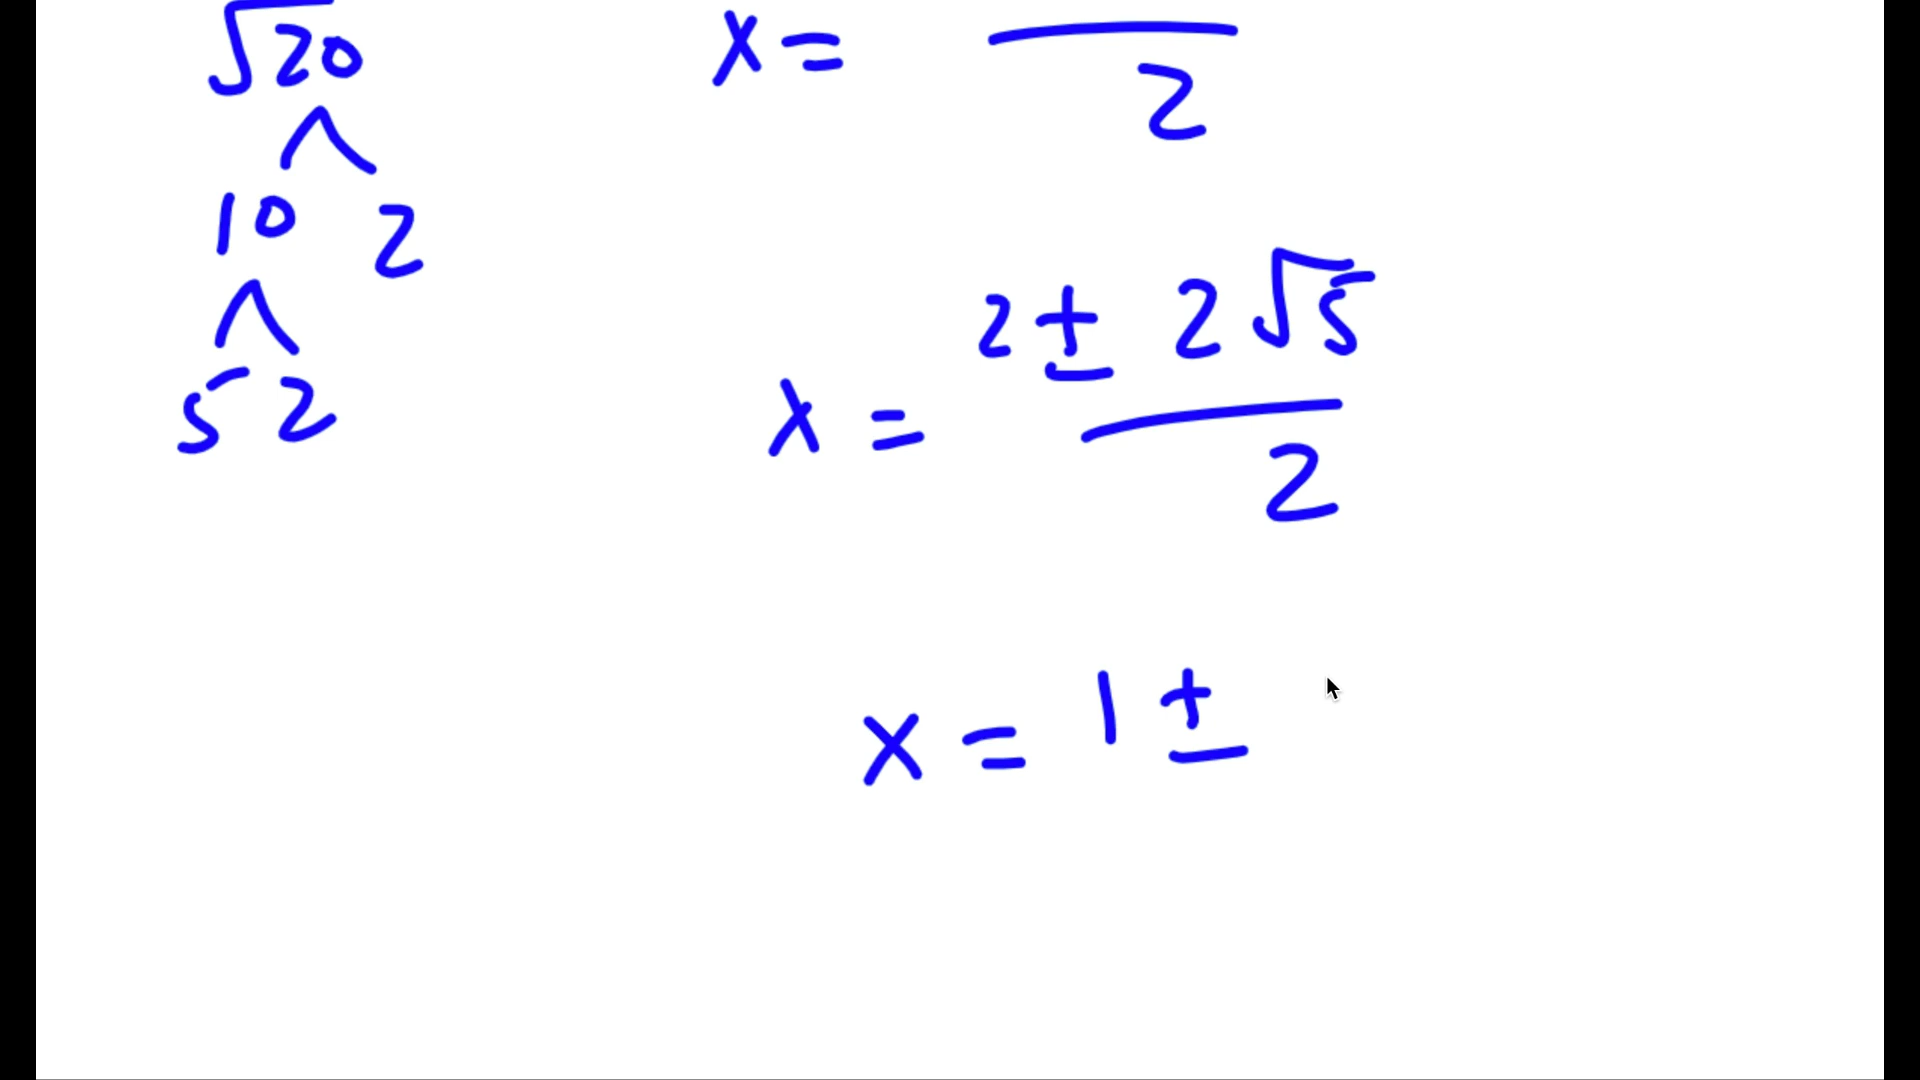 √20
10 2
5 2
x =
2
2 ± 2√5
x =
2
x = 1 ±